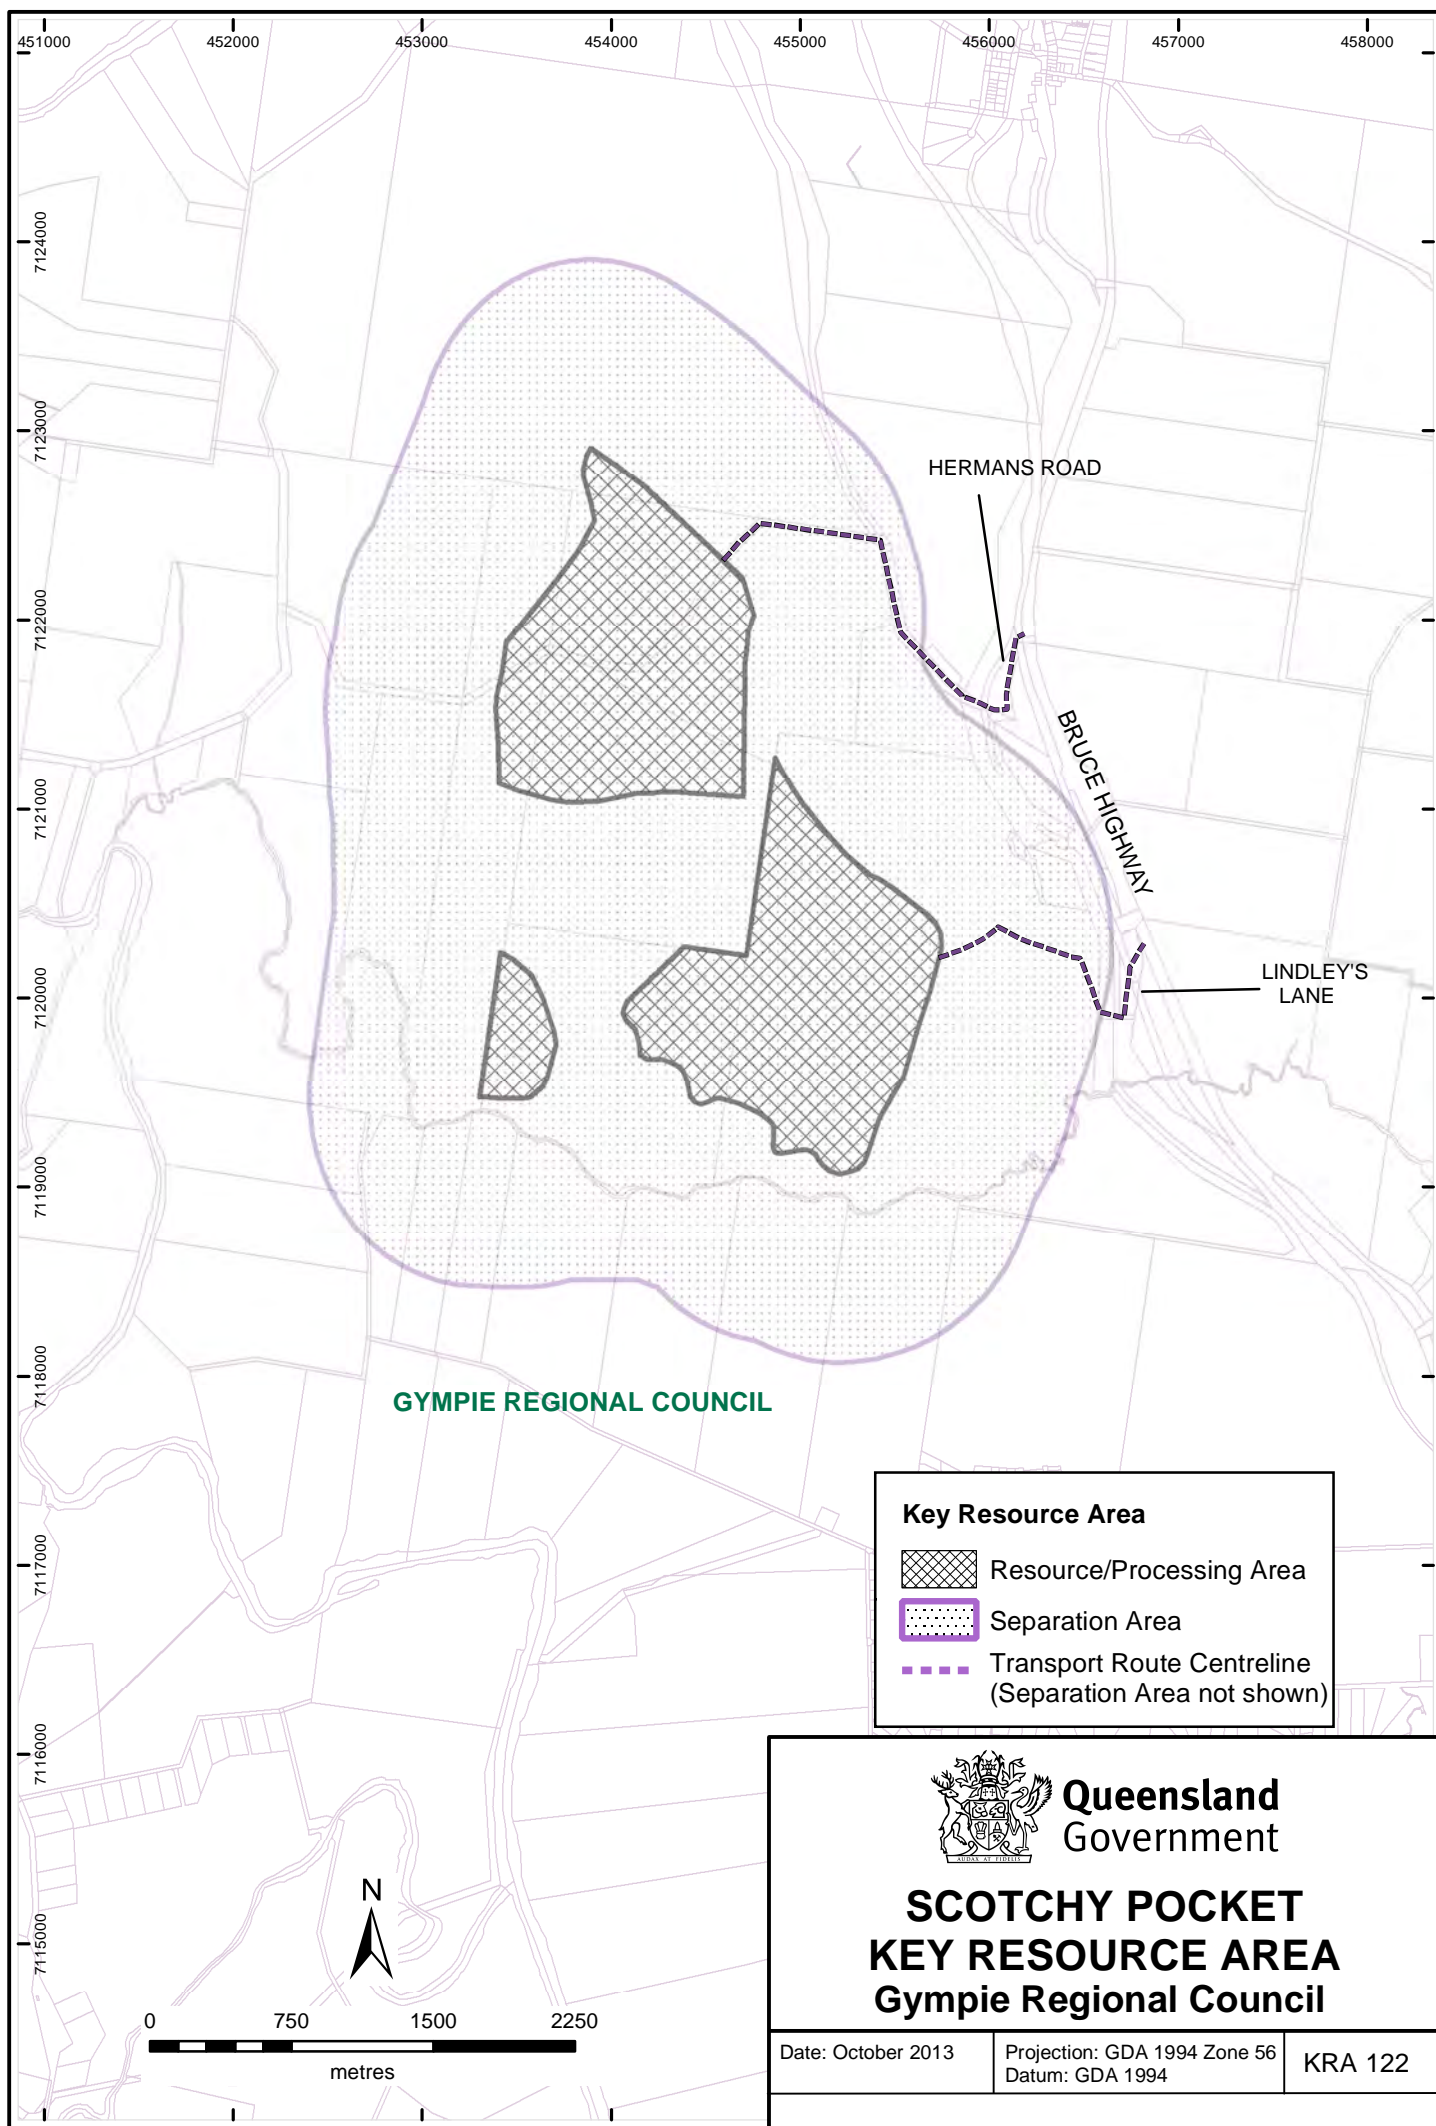 451000
452000
453000
454000
455000
456000
457000
458000
7124000
7123000
7122000
7121000
7120000
7119000
7118000
7117000
7116000
7115000
HERMANS ROAD
BRUCE HIGHWAY
LINDLEY'S
LANE
GYMPIE REGIONAL COUNCIL
Key Resource Area
Resource/Processing Area
Separation Area
Transport Route Centreline
(Separation Area not shown)
N
0 750 1500 2250
metres
AUDAX AT FIDELIS
Queensland
Government
SCOTCHY POCKET
KEY RESOURCE AREA
Gympie Regional Council
Date: October 2013
Projection: GDA 1994 Zone 56
Datum: GDA 1994
KRA 122